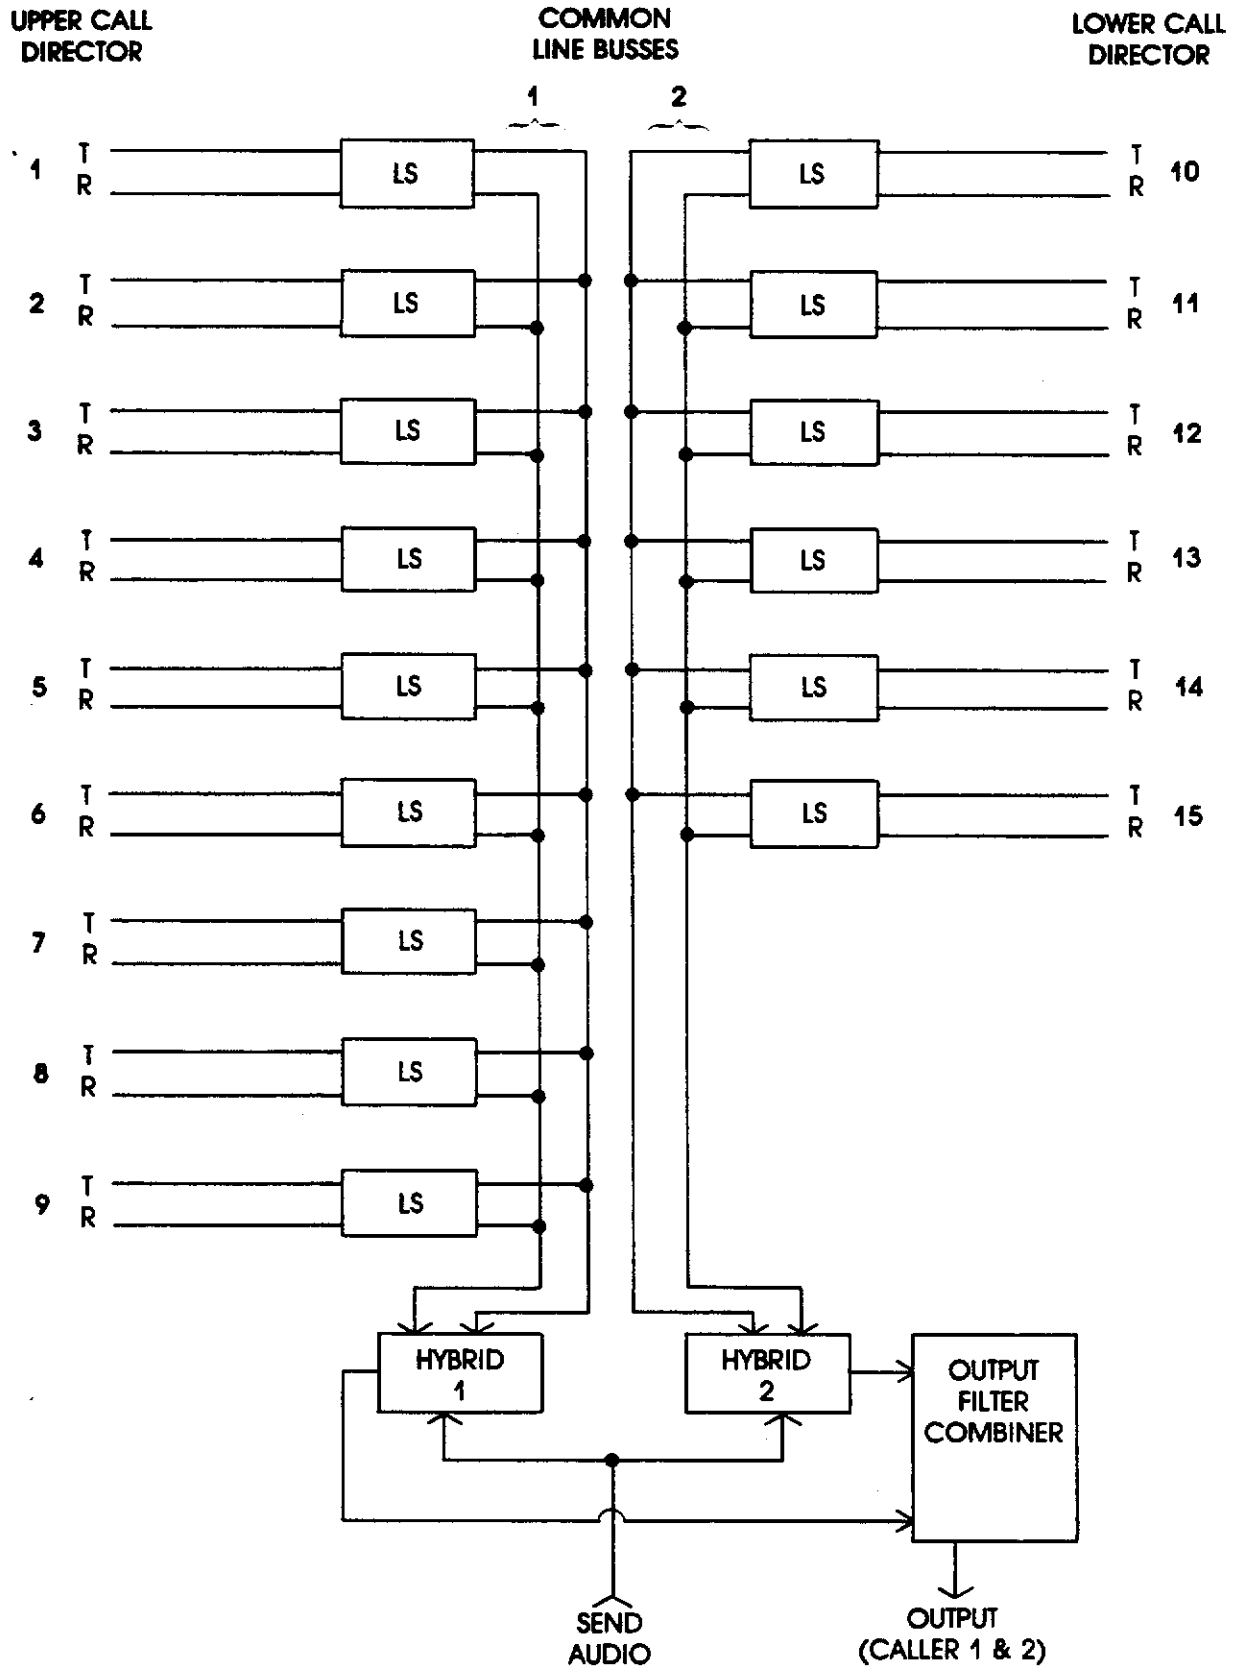 UPPER CALL
DIRECTOR
COMMON
LINE BUSSES
LOWER CALL
DIRECTOR
1
2
1
T
R
LS
LS
T
R
10
2
T
R
LS
LS
T
R
11
3
T
R
LS
LS
T
R
12
4
T
R
LS
LS
T
R
13
5
T
R
LS
LS
T
R
14
6
T
R
LS
LS
T
R
15
7
T
R
LS
8
T
R
LS
9
T
R
LS
HYBRID
1
HYBRID
2
OUTPUT
FILTER
COMBINER
SEND
AUDIO
OUTPUT
(CALLER 1 & 2)